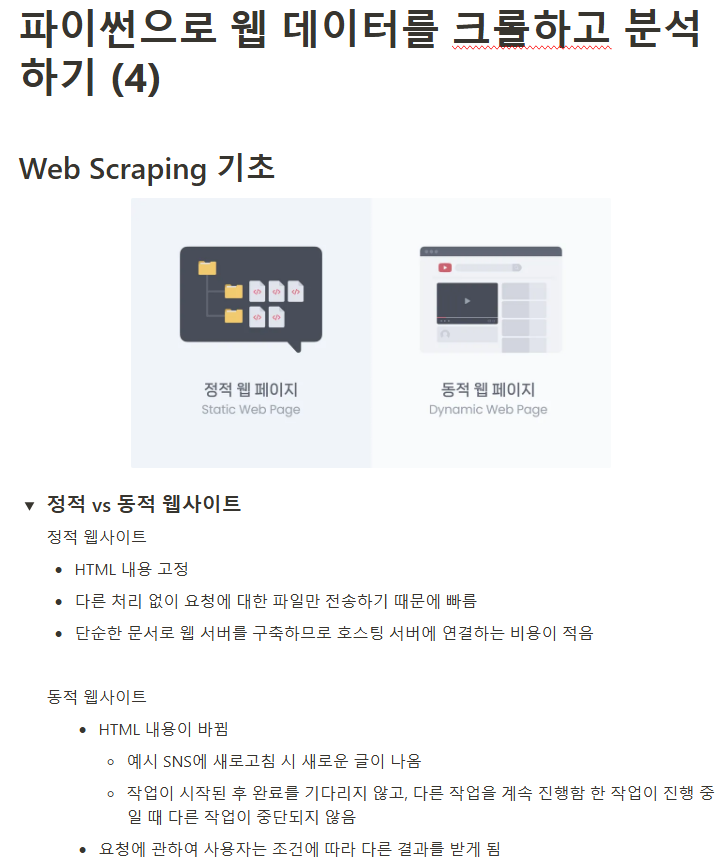 파이썬으로 웹 데이터를 크롤하고 분석
하기 (4)
Web Scraping 기초
정적 웹 페이지
Static Web Page
동적 웹 페이지
Dynamic Web Page
▼ 정적 vs 동적 웹사이트
정적 웹사이트
• HTML 내용 고정
• 다른 처리 없이 요청에 대한 파일만 전송하기 때문에 빠름
• 단순한 문서로 웹 서버를 구축하므로 호스팅 서버에 연결하는 비용이 적음
동적 웹사이트
• HTML 내용이 바뀜
◦ 예시 SNS에 새로고침 시 새로운 글이 나옴
◦ 작업이 시작된 후 완료를 기다리지 않고, 다른 작업을 계속 진행함 한 작업이 진행 중
일 때 다른 작업이 중단되지 않음
• 요청에 관하여 사용자는 조건에 따라 다른 결과를 받게 됨